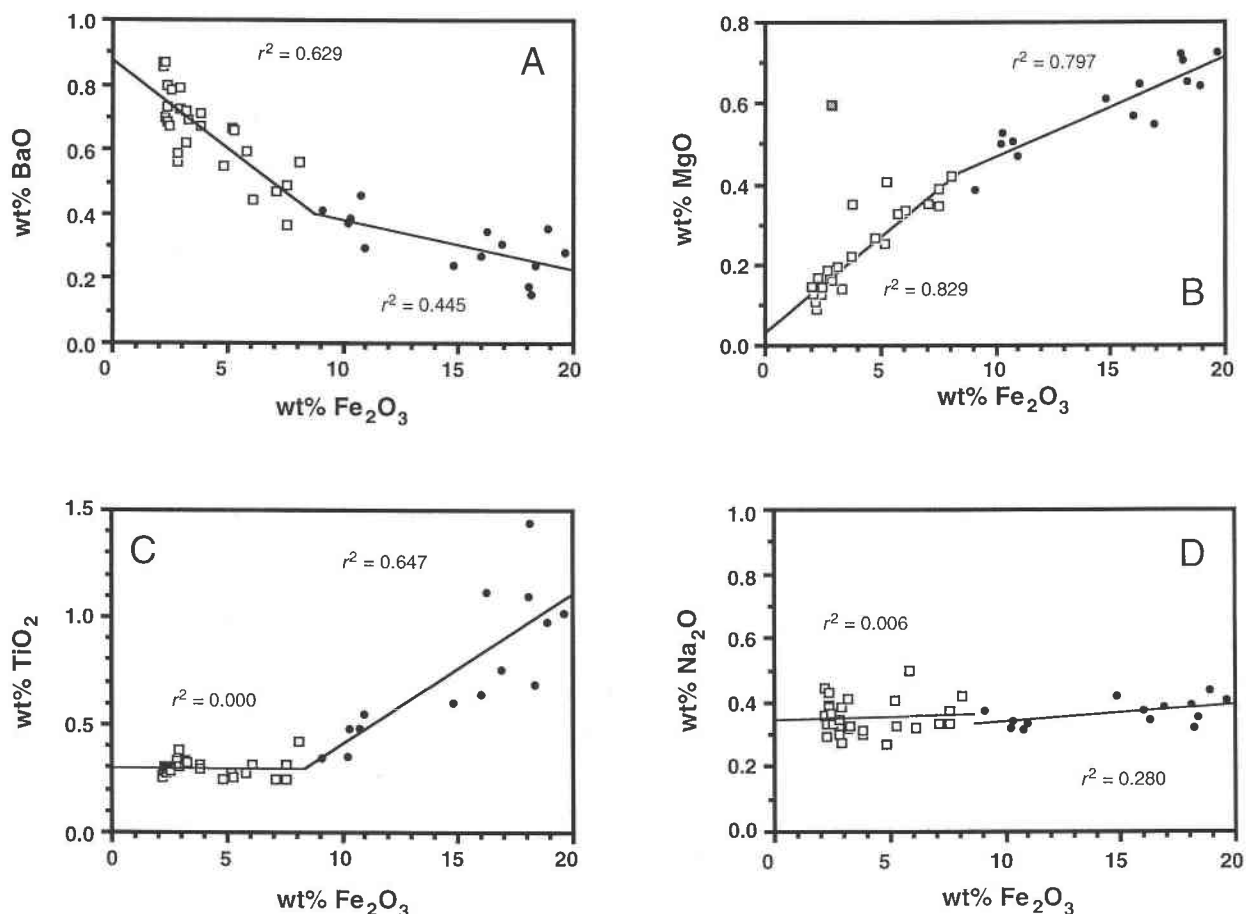 1.0
0.8
0.6
0.4
0.2
0.0
wt% BaO
r² = 0.629
A
r² = 0.445
0 5 10 15 20
wt% Fe₂O₃
0.8
0.6
0.4
0.2
0.0
wt% MgO
r² = 0.797
r² = 0.829
B
0 5 10 15 20
wt% Fe₂O₃
1.5
1.0
0.5
0.0
wt% TiO₂
C
r² = 0.647
r² = 0.000
0 5 10 15 20
wt% Fe₂O₃
1.0
0.8
0.6
0.4
0.2
0.0
wt% Na₂O
D
r² = 0.006
r² = 0.280
0 5 10 15 20
wt% Fe₂O₃